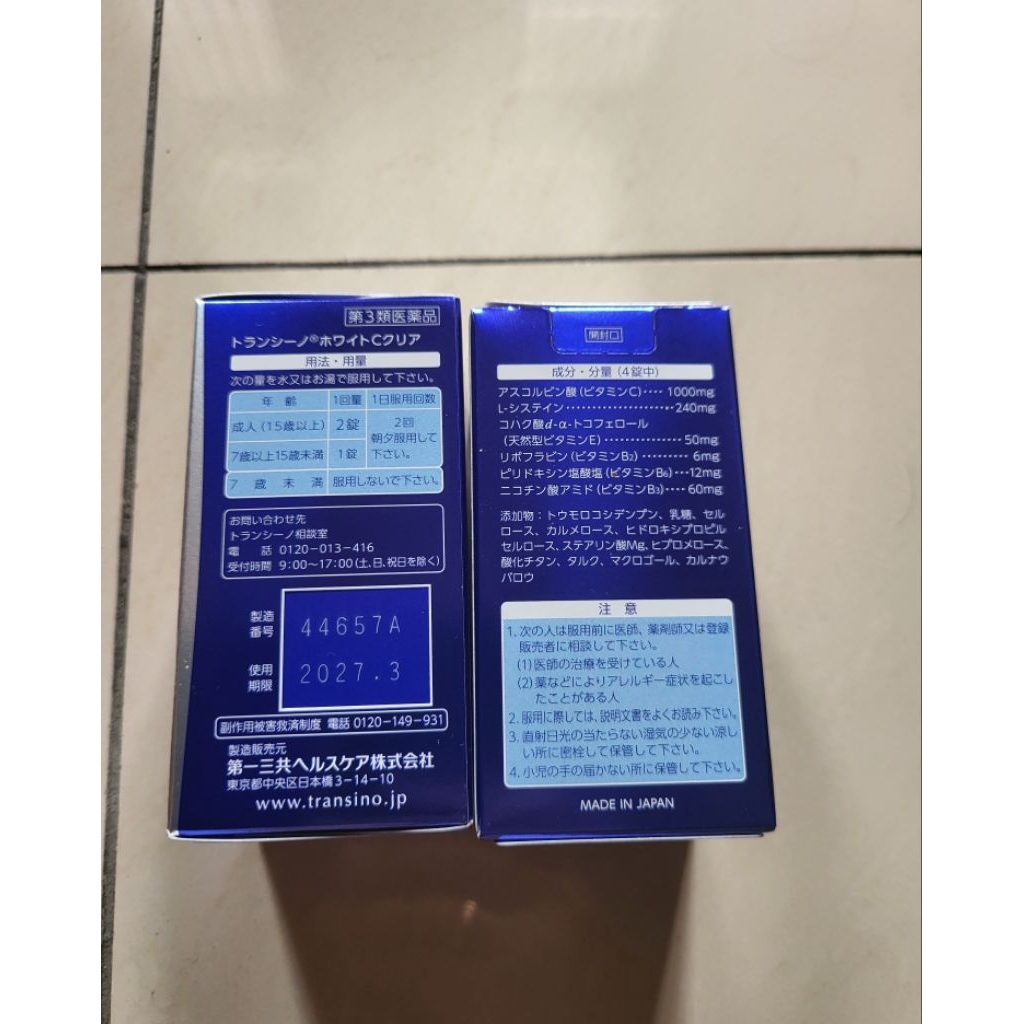 第3類医薬品
トランシーノ®ホワイトCクリア
用法・用量
次の量を水又はお湯で服用して下さい。
年齢 1回量 1日服用回数
成人(15歳以上) 2錠 2回
朝夕服用して
7歳以上15歳未満 1錠 下さい。
7歳未満 服用しないで下さい。
お問い合わせ先
トランシーノ相談室
電話 0120-013-416
受付時間 9:00〜17:00(土、日、祝日を除く)
製造
番号 44657A
使用
期限 2027.3
副作用被害救済制度 電話 0120-149-931
製造販売元
第一三共ヘルスケア株式会社
東京都中央区日本橋3-14-10
www.transino.jp
開封口
成分・分量(4錠中)
アスコルビン酸(ビタミンC)････ 1000mg
L-システイン････････････････240mg
コハク酸d-α-トコフェロール
(天然型ビタミンE)･･････････････ 50mg
リボフラビン(ビタミンB₂)･････････ 6mg
ピリドキシン塩酸塩(ビタミンB₆)･･･12mg
ニコチン酸アミド(ビタミンB₃)････ 60mg
添加物:トウモロコシデンプン、乳糖、セル
ロース、カルメロース、ヒドロキシプロピル
セルロース、ステアリン酸Mg、ヒプロメロース、
酸化チタン、タルク、マクロゴール、カルナウ
バロウ
注意
1. 次の人は服用前に医師、薬剤師又は登録
販売者に相談して下さい。
(1)医師の治療を受けている人
(2)薬などによりアレルギー症状を起こし
たことがある人
2. 服用に際しては、説明文書をよくお読み下さい。
3. 直射日光の当たらない湿気の少ない涼し
い所に密栓して保管して下さい。
4. 小児の手の届かない所に保管して下さい。
MADE IN JAPAN